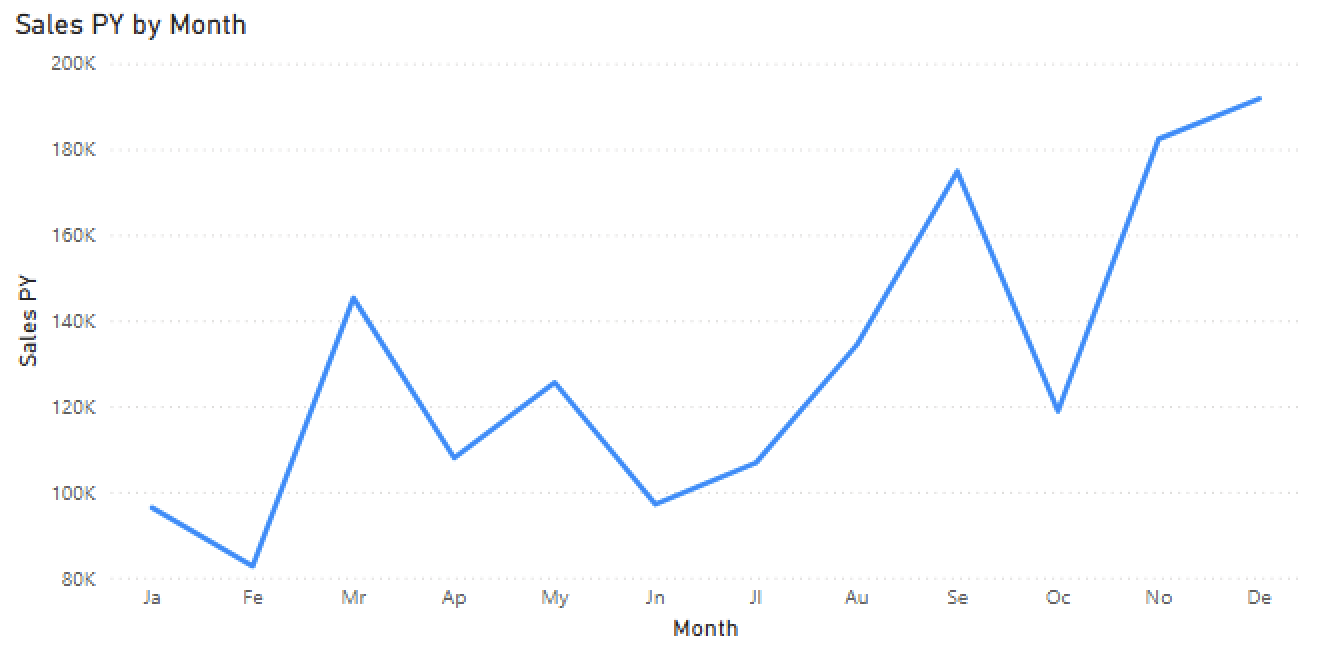 Sales PY by Month
200K
180K
160K
140K
120K
100K
80K
Sales PY
Ja Fe Mr Ap My Jn Jl Au Se Oc No De
Month